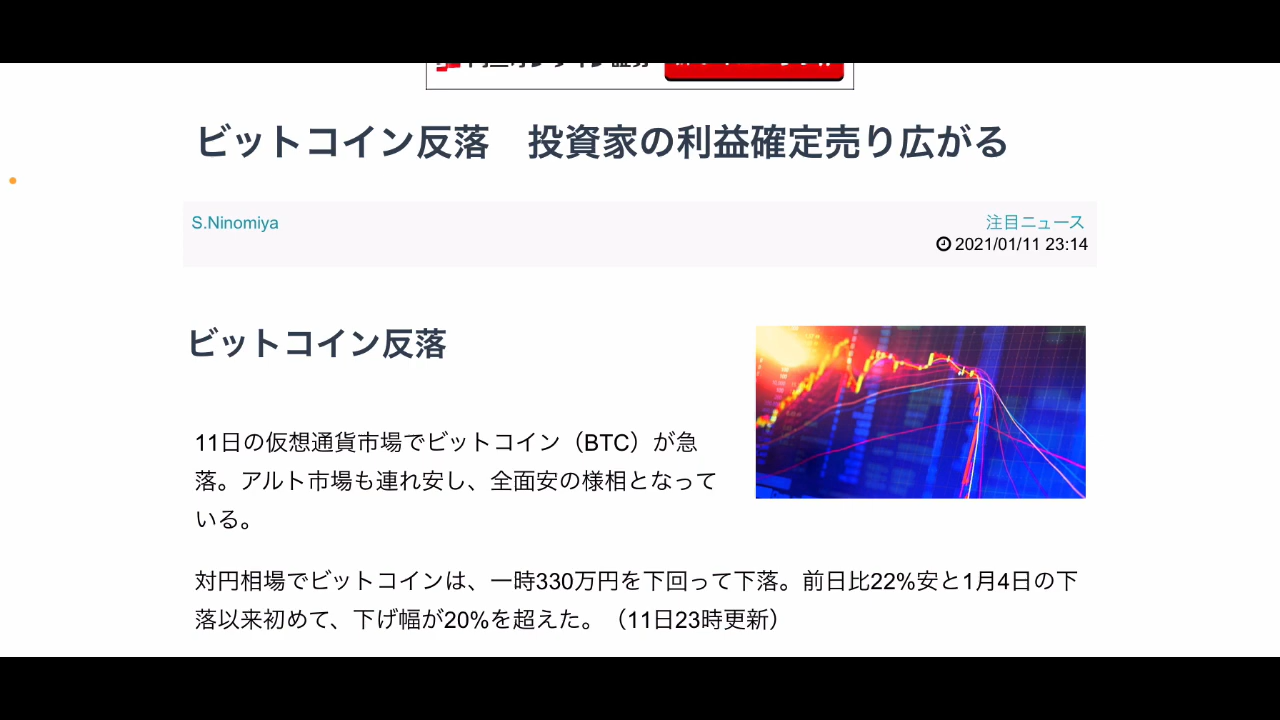 ビットコイン反落　投資家の利益確定売り広がる
S.Ninomiya
注目ニュース
2021/01/11 23:14
ビットコイン反落
11日の仮想通貨市場でビットコイン（BTC）が急
落。アルト市場も連れ安し、全面安の様相となって
いる。
対円相場でビットコインは、一時330万円を下回って下落。前日比22%安と1月4日の下
落以来初めて、下げ幅が20%を超えた。（11日23時更新）